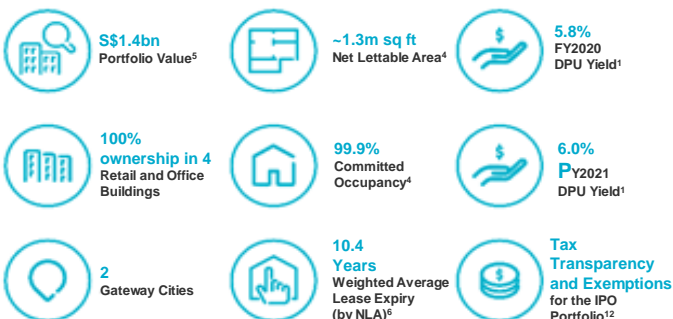 S$1.4bn
Portfolio Value⁵
~1.3m sq ft
Net Lettable Area⁴
5.8%
FY2020
DPU Yield¹
100%
ownership in 4
Retail and Office
Buildings
99.9%
Committed
Occupancy⁴
6.0%
PY2021
DPU Yield¹
2
Gateway Cities
10.4
Years
Weighted Average
Lease Expiry
(by NLA)⁶
Tax
Transparency
and Exemptions
for the IPO
Portfolio¹²